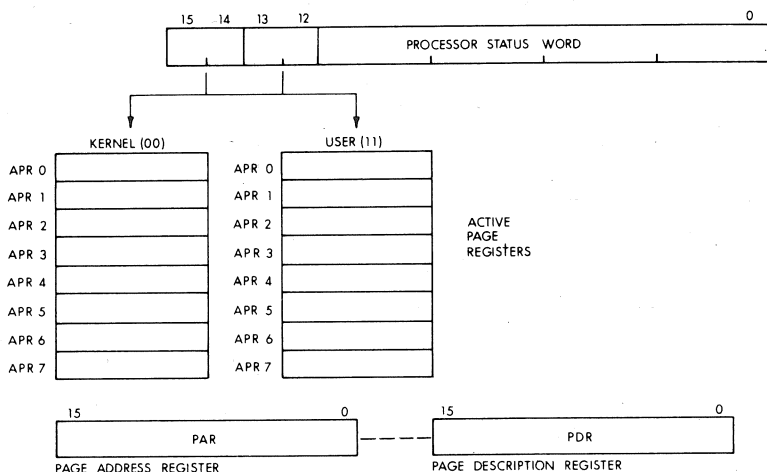 15 14 13 12 0
PROCESSOR STATUS WORD
KERNEL (00) USER (11)
APR 0 APR 0
APR 1 APR 1
APR 2 APR 2
APR 3 APR 3
APR 4 APR 4
APR 5 APR 5
APR 6 APR 6
APR 7 APR 7
ACTIVE
PAGE
REGISTERS
15 0 15 0
PAR PDR
PAGE ADDRESS REGISTER PAGE DESCRIPTION REGISTER